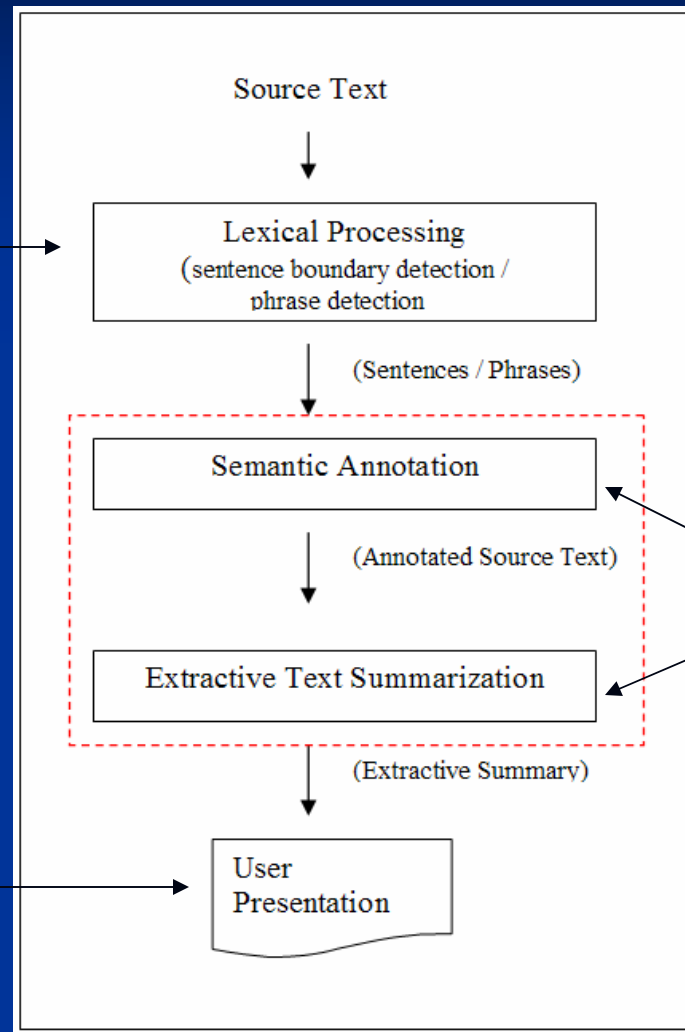 Source Text
Lexical Processing
(sentence boundary detection /
phrase detection
(Sentences / Phrases)
Semantic Annotation
(Annotated Source Text)
Extractive Text Summarization
(Extractive Summary)
User
Presentation